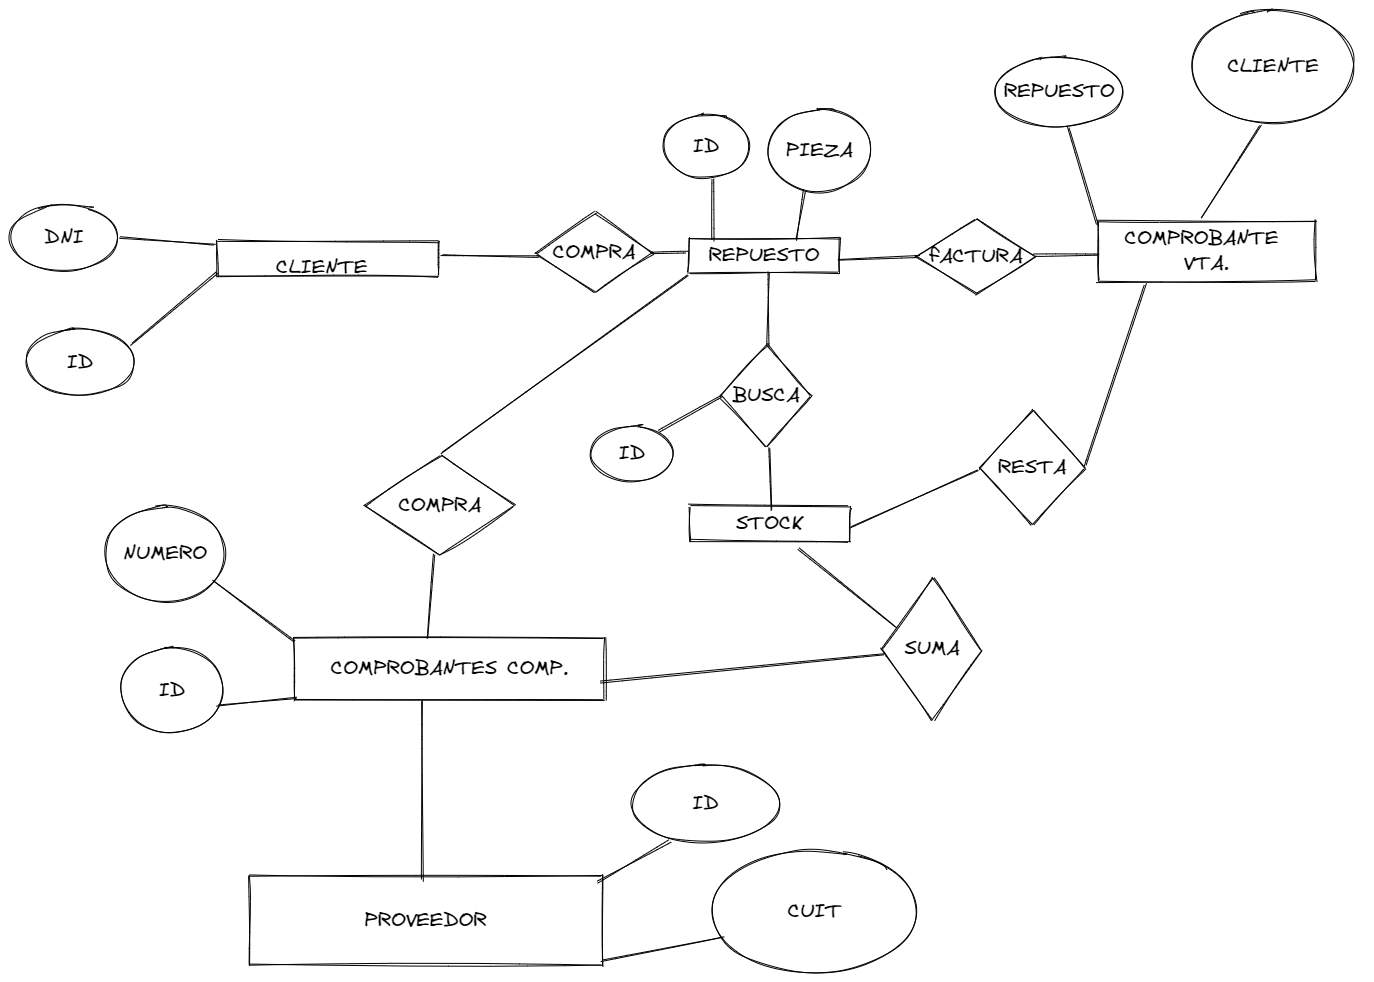 CLIENTE
REPUESTO
ID
PIEZA
DNI
COMPROBANTE
VTA.
COMPRA
REPUESTO
FACTURA
CLIENTE
ID
BUSCA
ID
RESTA
COMPRA
STOCK
NUMERO
SUMA
COMPROBANTES COMP.
ID
ID
CUIT
PROVEEDOR